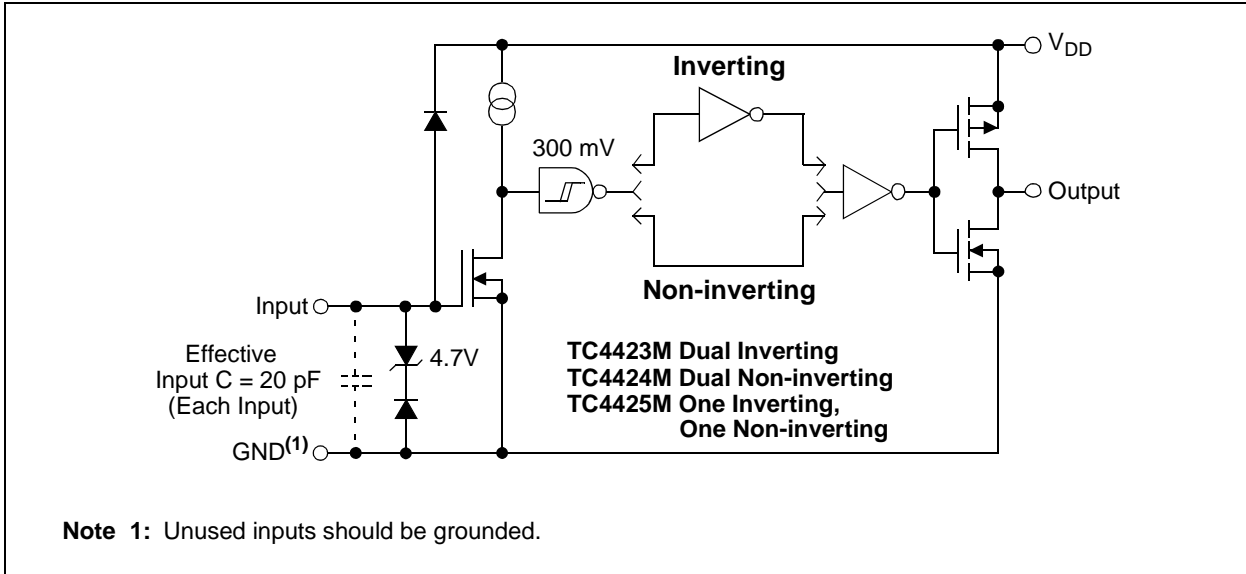 V_DD
Inverting
300 mV
Output
Non-inverting
Input
4.7V
Effective
Input C = 20 pF
(Each Input)
TC4423M Dual Inverting
TC4424M Dual Non-inverting
TC4425M One Inverting,
One Non-inverting
GND(1)
Note 1: Unused inputs should be grounded.